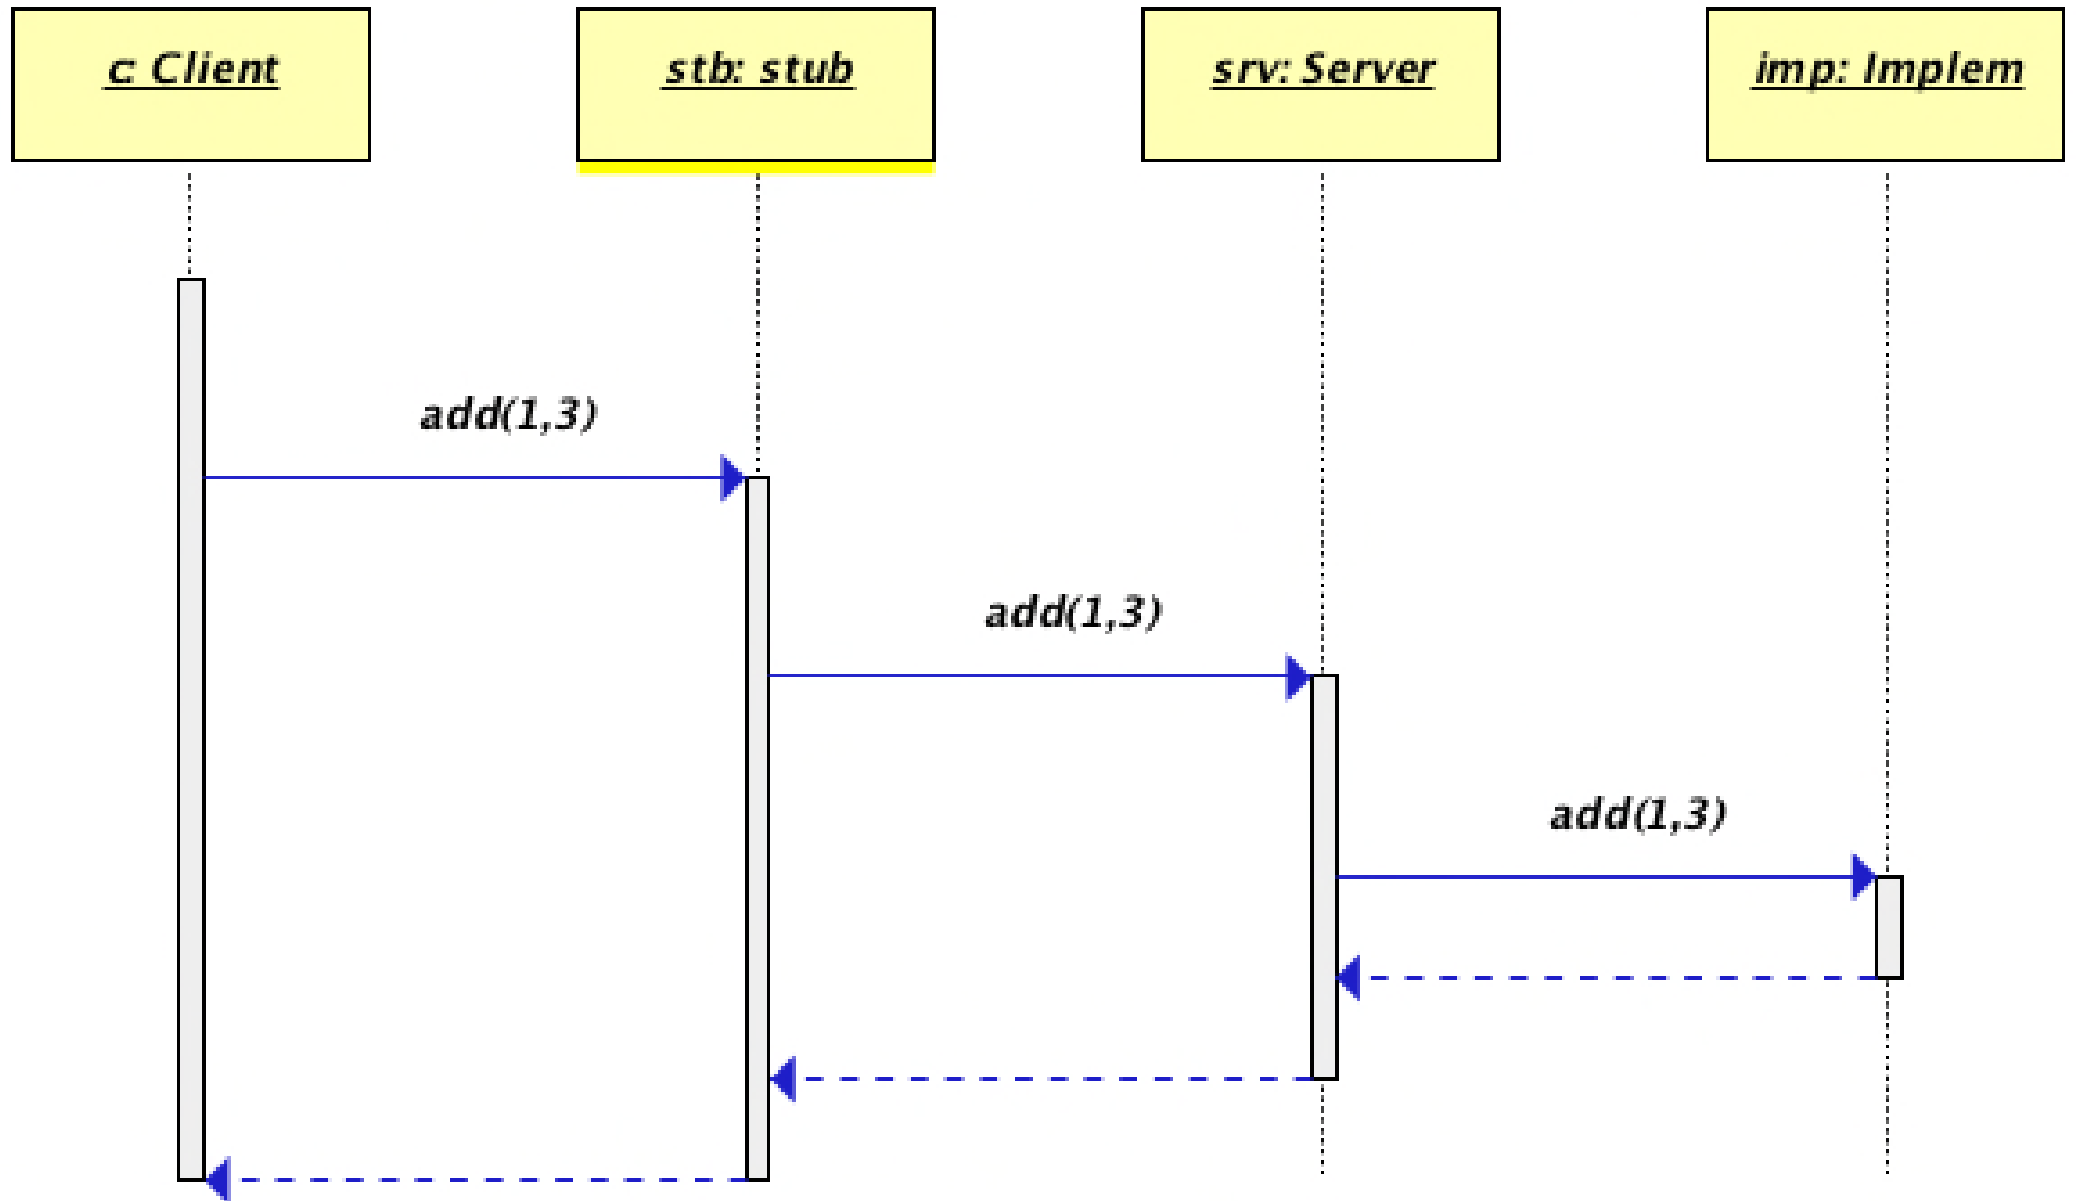 c: Client
stb: stub
srv: Server
imp: Implem
add(1,3)
add(1,3)
add(1,3)